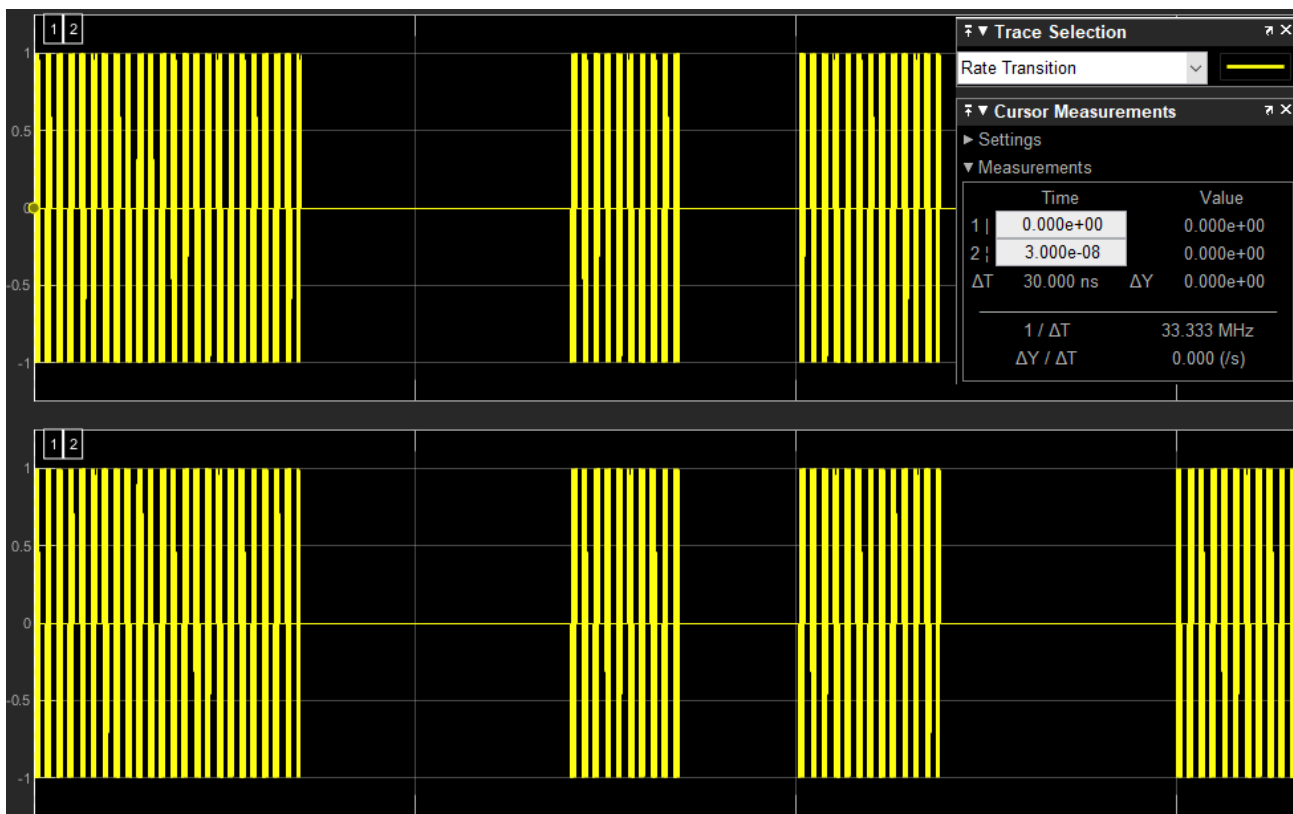 1 2
1
0.5
0
-0.5
-1
Trace Selection
Rate Transition
Cursor Measurements
Settings
Measurements
Time Value
1 | 0.000e+00 0.000e+00
2 ¦ 3.000e-08 0.000e+00
ΔT 30.000 ns ΔY 0.000e+00
1 / ΔT 33.333 MHz
ΔY / ΔT 0.000 (/s)
1 2
1
0.5
0
-0.5
-1